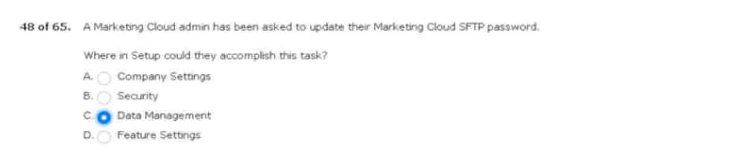 48 of 65. A Marketing Cloud admin has been asked to update their Marketing Cloud SFTP password.
Where in Setup could they accomplish this task?
A. Company Settings
B. Security
C. Data Management
D. Feature Settings